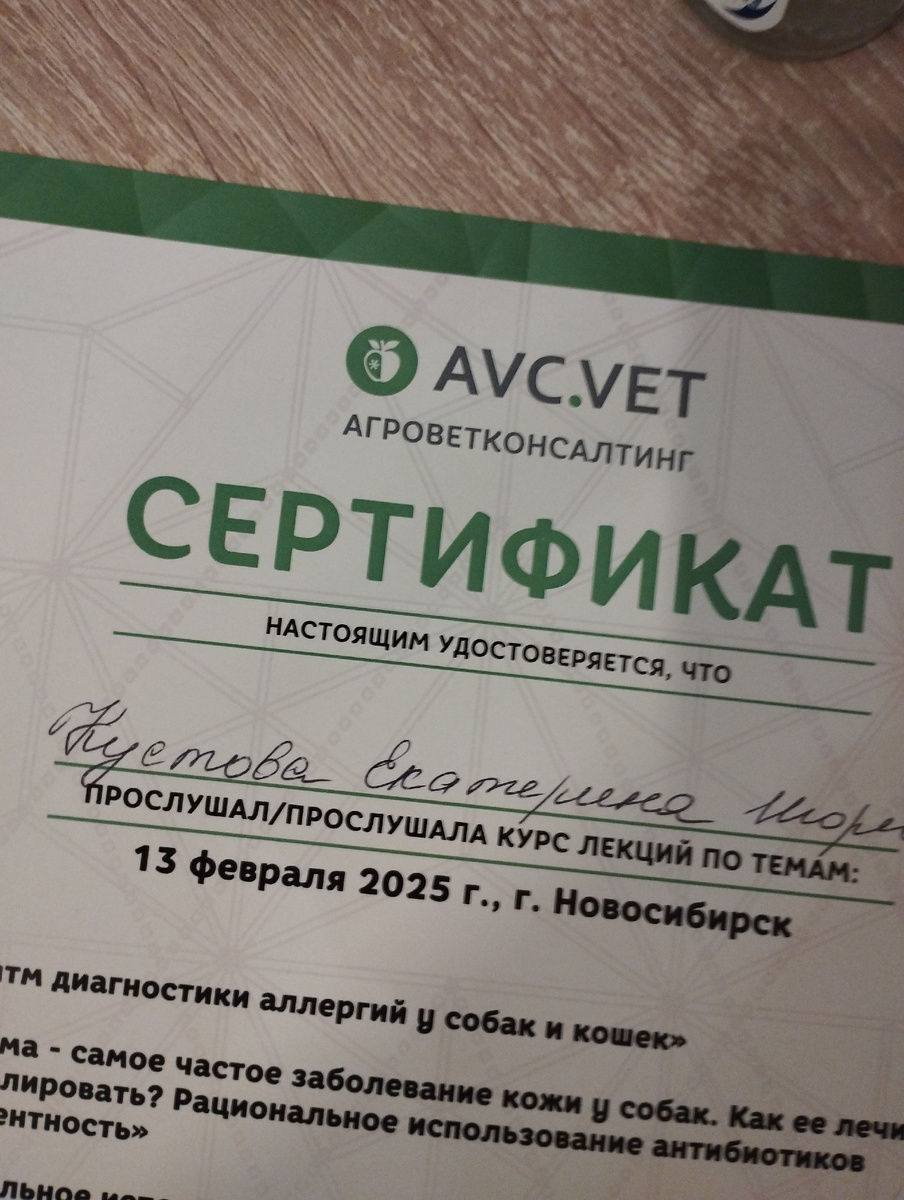 AVC.VET
АГРОВЕТКОНСАЛТИНГ
СЕРТИФИКАТ
НАСТОЯЩИМ УДОСТОВЕРЯЕТСЯ, ЧТО
Кустова Екатерина
ПРОСЛУШАЛ/ПРОСЛУШАЛА КУРС ЛЕКЦИЙ ПО ТЕМАМ:
13 февраля 2025 г., г. Новосибирск
итм диагностики аллергий у собак и кошек»
ма - самое частое заболевание кожи у собак. Как ее лечи
лировать? Рациональное использование антибиотиков
ентность»